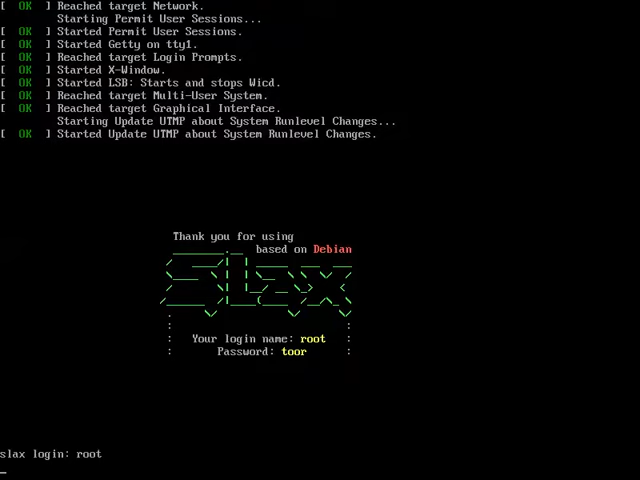 [  OK  ] Reached target Network.
Starting Permit User Sessions...
[  OK  ] Started Permit User Sessions.
[  OK  ] Started Getty on tty1.
[  OK  ] Reached target Login Prompts.
[  OK  ] Started X-Window.
[  OK  ] Started LSB: Starts and stops Wicd.
[  OK  ] Reached target Multi-User System.
[  OK  ] Reached target Graphical Interface.
Starting Update UTMP about System Runlevel Changes...
[  OK  ] Started Update UTMP about System Runlevel Changes.
Thank you for using
based on Debian
Slax
Your login name: root
Password: toor
slax login: root